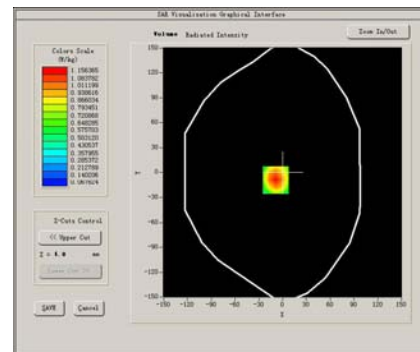 SAR Visualisation Graphical Interface
Colors Scale
(W/kg)
1.156365
1.083782
1.011199
0.938616
0.866034
0.793451
0.720868
0.648285
0.575703
0.503120
0.430537
0.357955
0.285372
0.212789
0.140206
0.067624
Volume Radiated Intensity
Zoom In/Out
150
120
90
60
30
0
-30
-60
-90
-120
-150
Y
-150 -120 -90 -60 -30 0 30 60 90 120 150
X
Z-Cuts Control
<< Upper Cut
Z = 4.0 mm
Lower Cut >>
SAVE Cancel